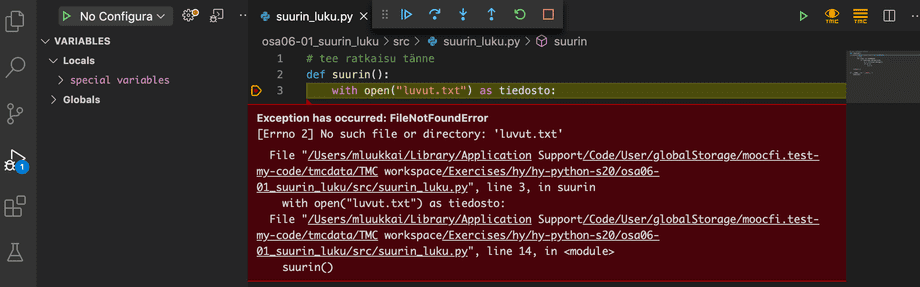 No Configura
suurin_luku.py
VARIABLES
Locals
special variables
Globals
1
TMC
TMC
osa06-01_suurin_luku > src > suurin_luku.py > suurin
1 # tee ratkaisu tänne
2 def suurin():
3 with open("luvut.txt") as tiedosto:
Exception has occurred: FileNotFoundError
[Errno 2] No such file or directory: 'luvut.txt'
File "/Users/mluukkai/Library/Application Support/Code/User/globalStorage/moocfi.test-
my-code/tmcdata/TMC workspace/Exercises/hy/hy-python-s20/osa06-
01_suurin_luku/src/suurin_luku.py", line 3, in suurin
with open("luvut.txt") as tiedosto:
File "/Users/mluukkai/Library/Application Support/Code/User/globalStorage/moocfi.test-
my-code/tmcdata/TMC workspace/Exercises/hy/hy-python-s20/osa06-
01_suurin_luku/src/suurin_luku.py", line 14, in <module>
suurin()